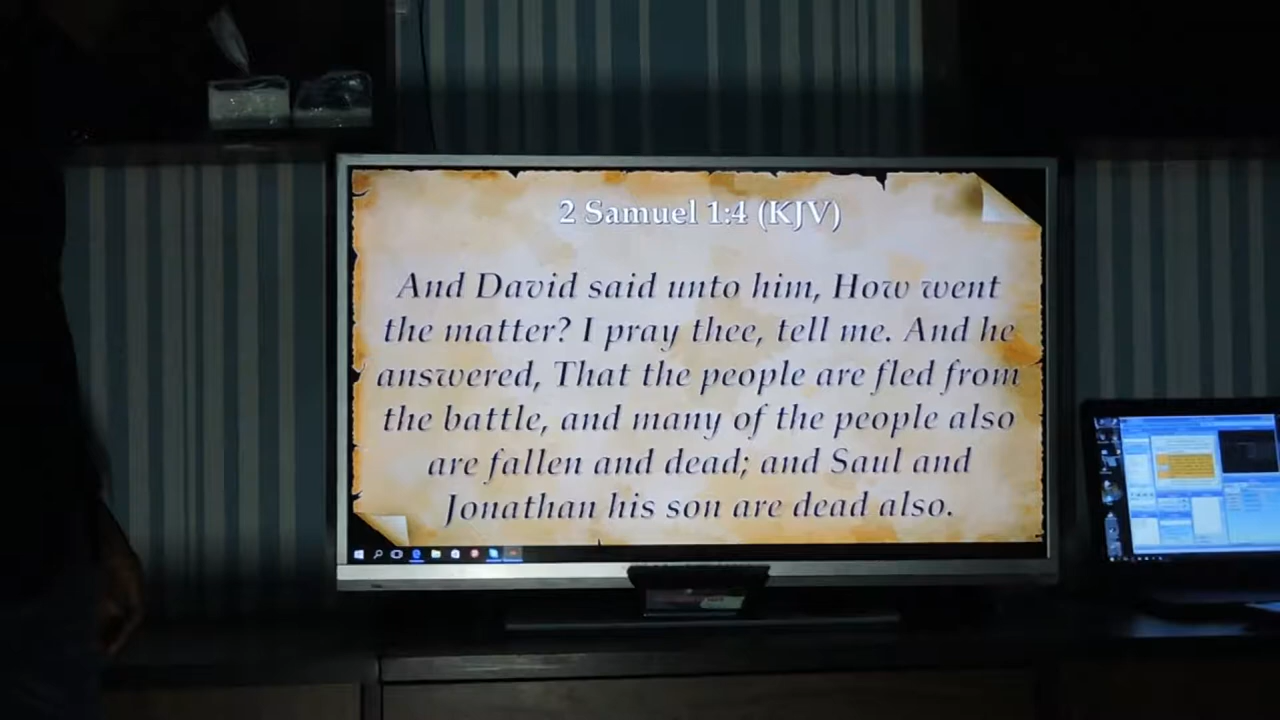 2 Samuel 1:4 (KJV)
And David said unto him, How went
the matter? I pray thee, tell me. And he
answered, That the people are fled from
the battle, and many of the people also
are fallen and dead; and Saul and
Jonathan his son are dead also.